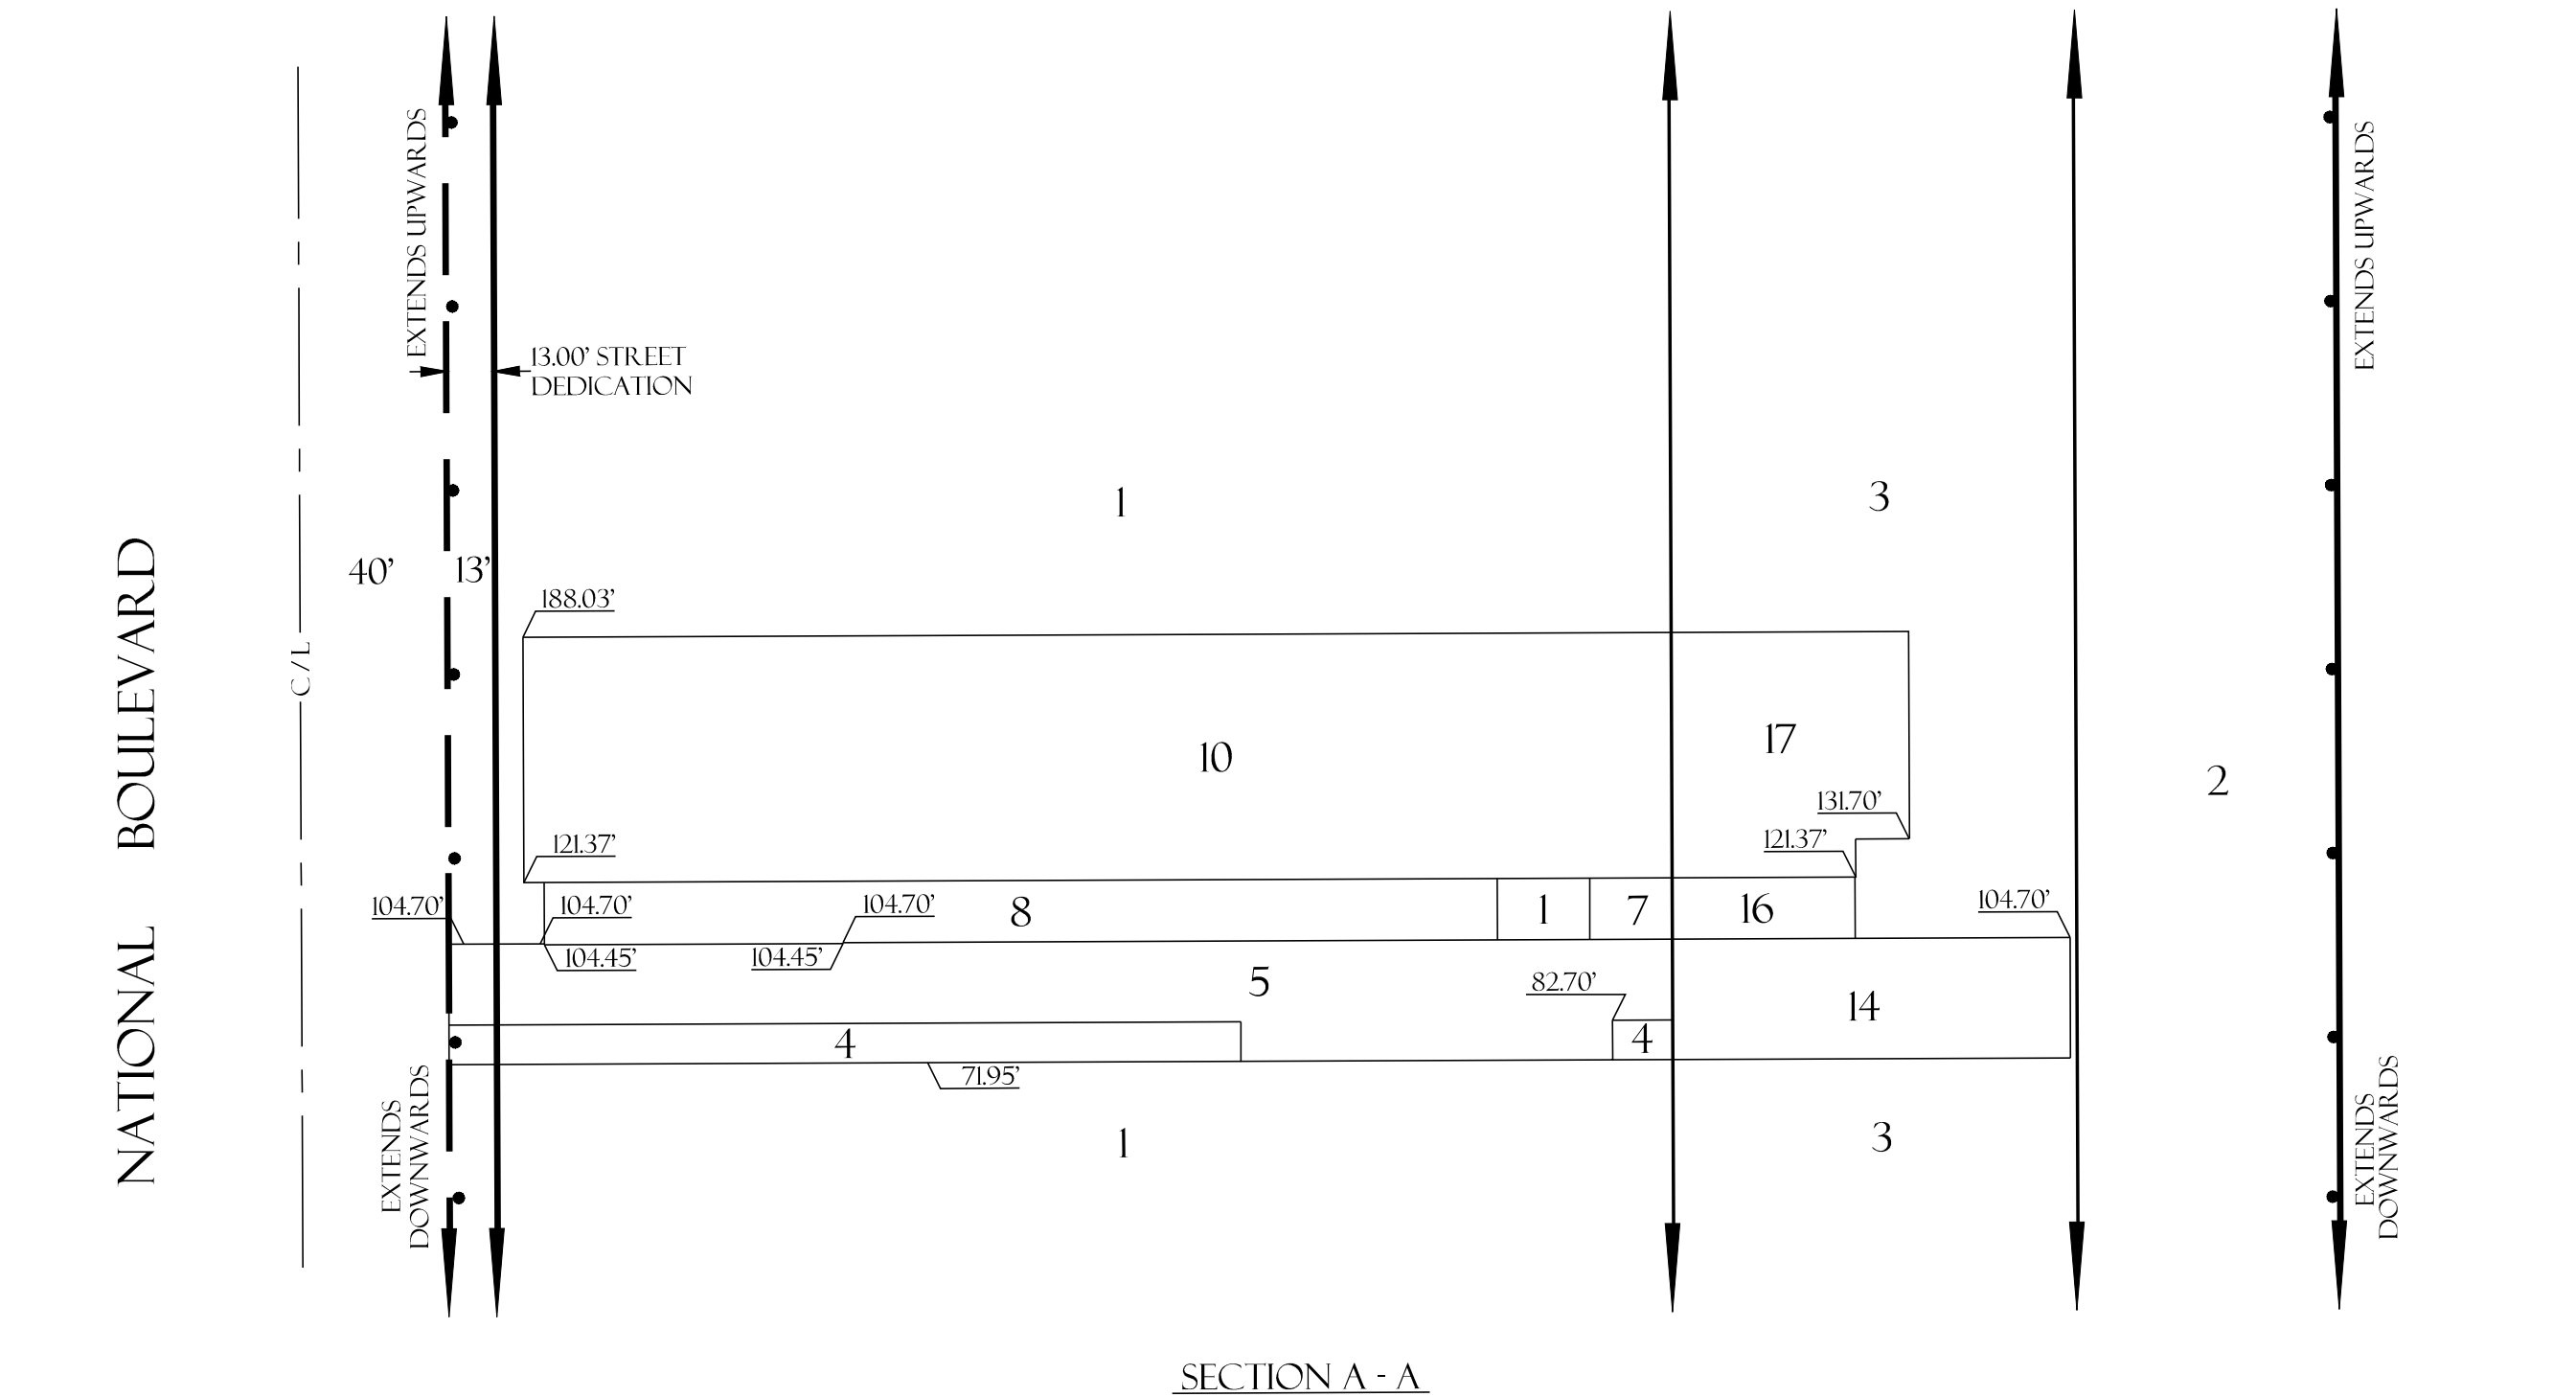 EXTENDS UPWARDS
EXTENDS UPWARDS
13.00' STREET
DEDICATION
1
3
40'
13'
188.03'
C/L
NATIONAL BOULEVARD
10
17
2
131.70'
121.37'
121.37'
104.70'
104.70'
104.70'
8
1
7
16
104.70'
104.45'
104.45'
5
82.70'
14
4
4
71.95'
1
3
EXTENDS
DOWNWARDS
EXTENDS
DOWNWARDS
SECTION A - A